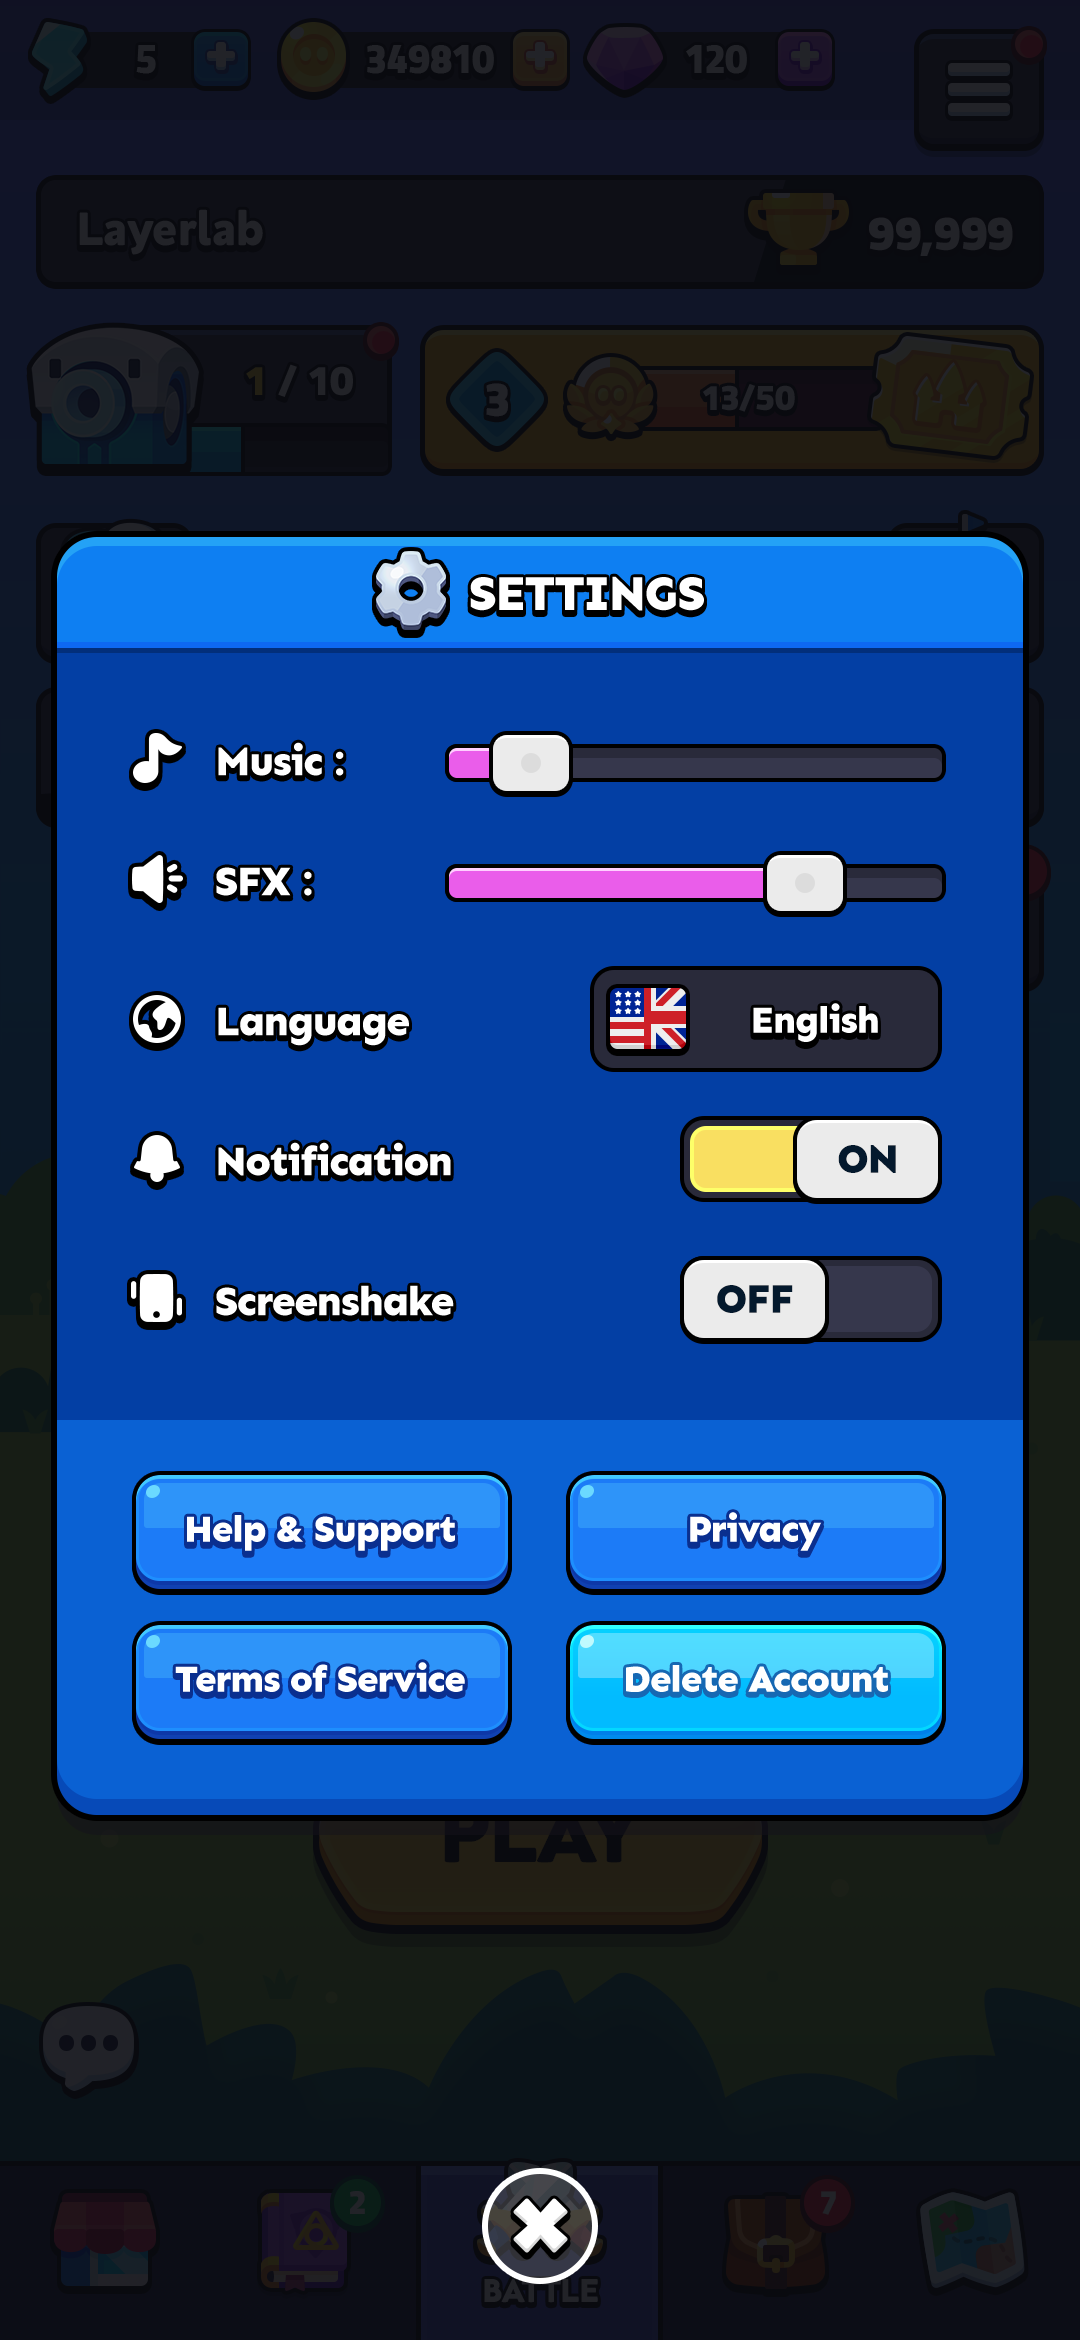 5
349810
120
Layerlab
99,999
1 / 10
3
13/50
SETTINGS
Music :
SFX :
Language
English
Notification
ON
Screenshake
OFF
Help & Support
Privacy
Terms of Service
Delete Account
PLAY
2
7
BATTLE